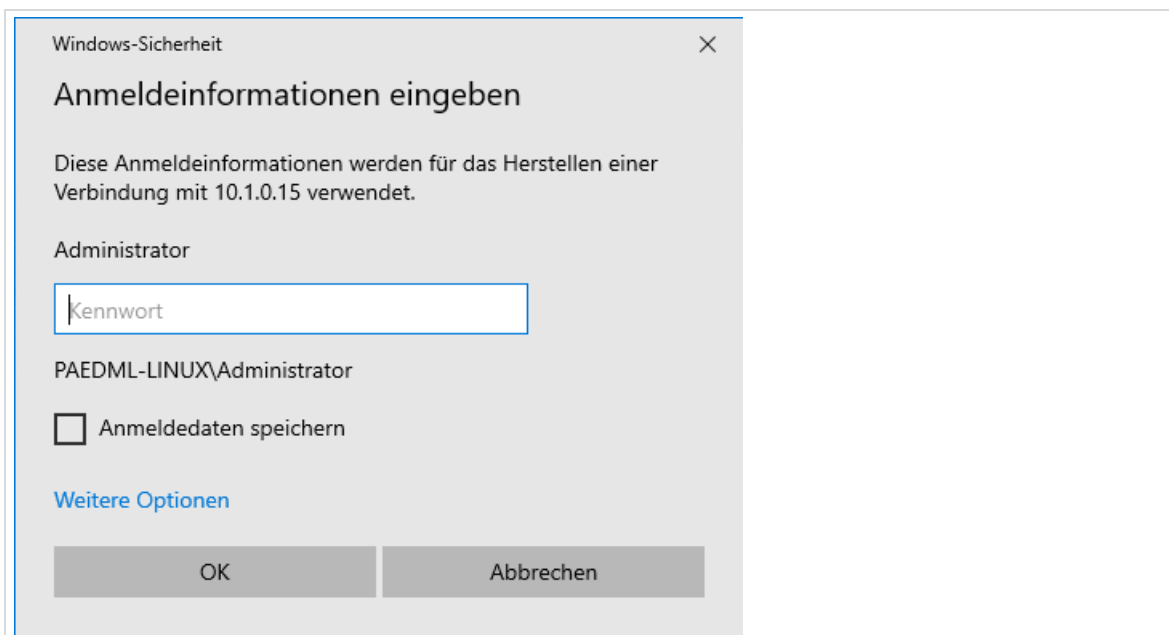 Windows-Sicherheit
Anmeldeinformationen eingeben
Diese Anmeldeinformationen werden für das Herstellen einer
Verbindung mit 10.1.0.15 verwendet.
Administrator
Kennwort
PAEDML-LINUX\Administrator
Anmeldedaten speichern
Weitere Optionen
OK
Abbrechen